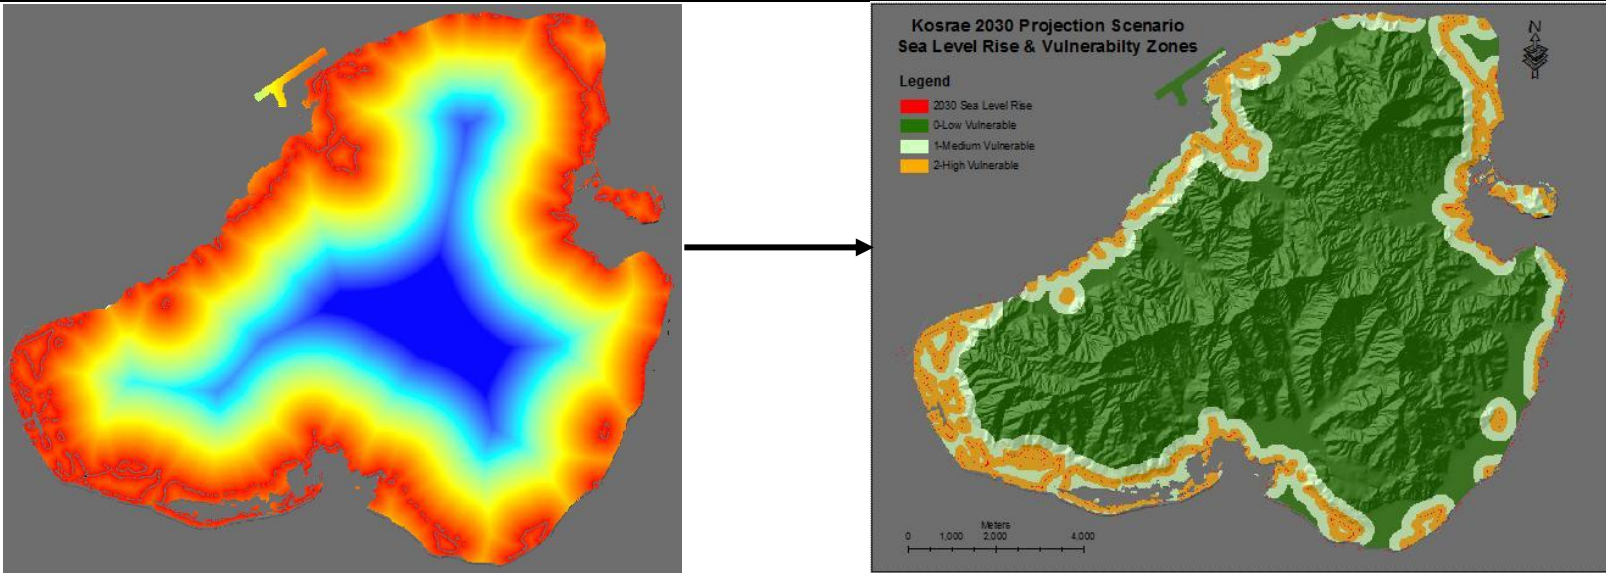 Kosrae 2030 Projection Scenario
Sea Level Rise & Vulnerabilty Zones
N
Legend
2030 Sea Level Rise
0-Low Vulnerable
1-Medium Vulnerable
2-High Vulnerable
Meters
0 1,000 2,000 4,000